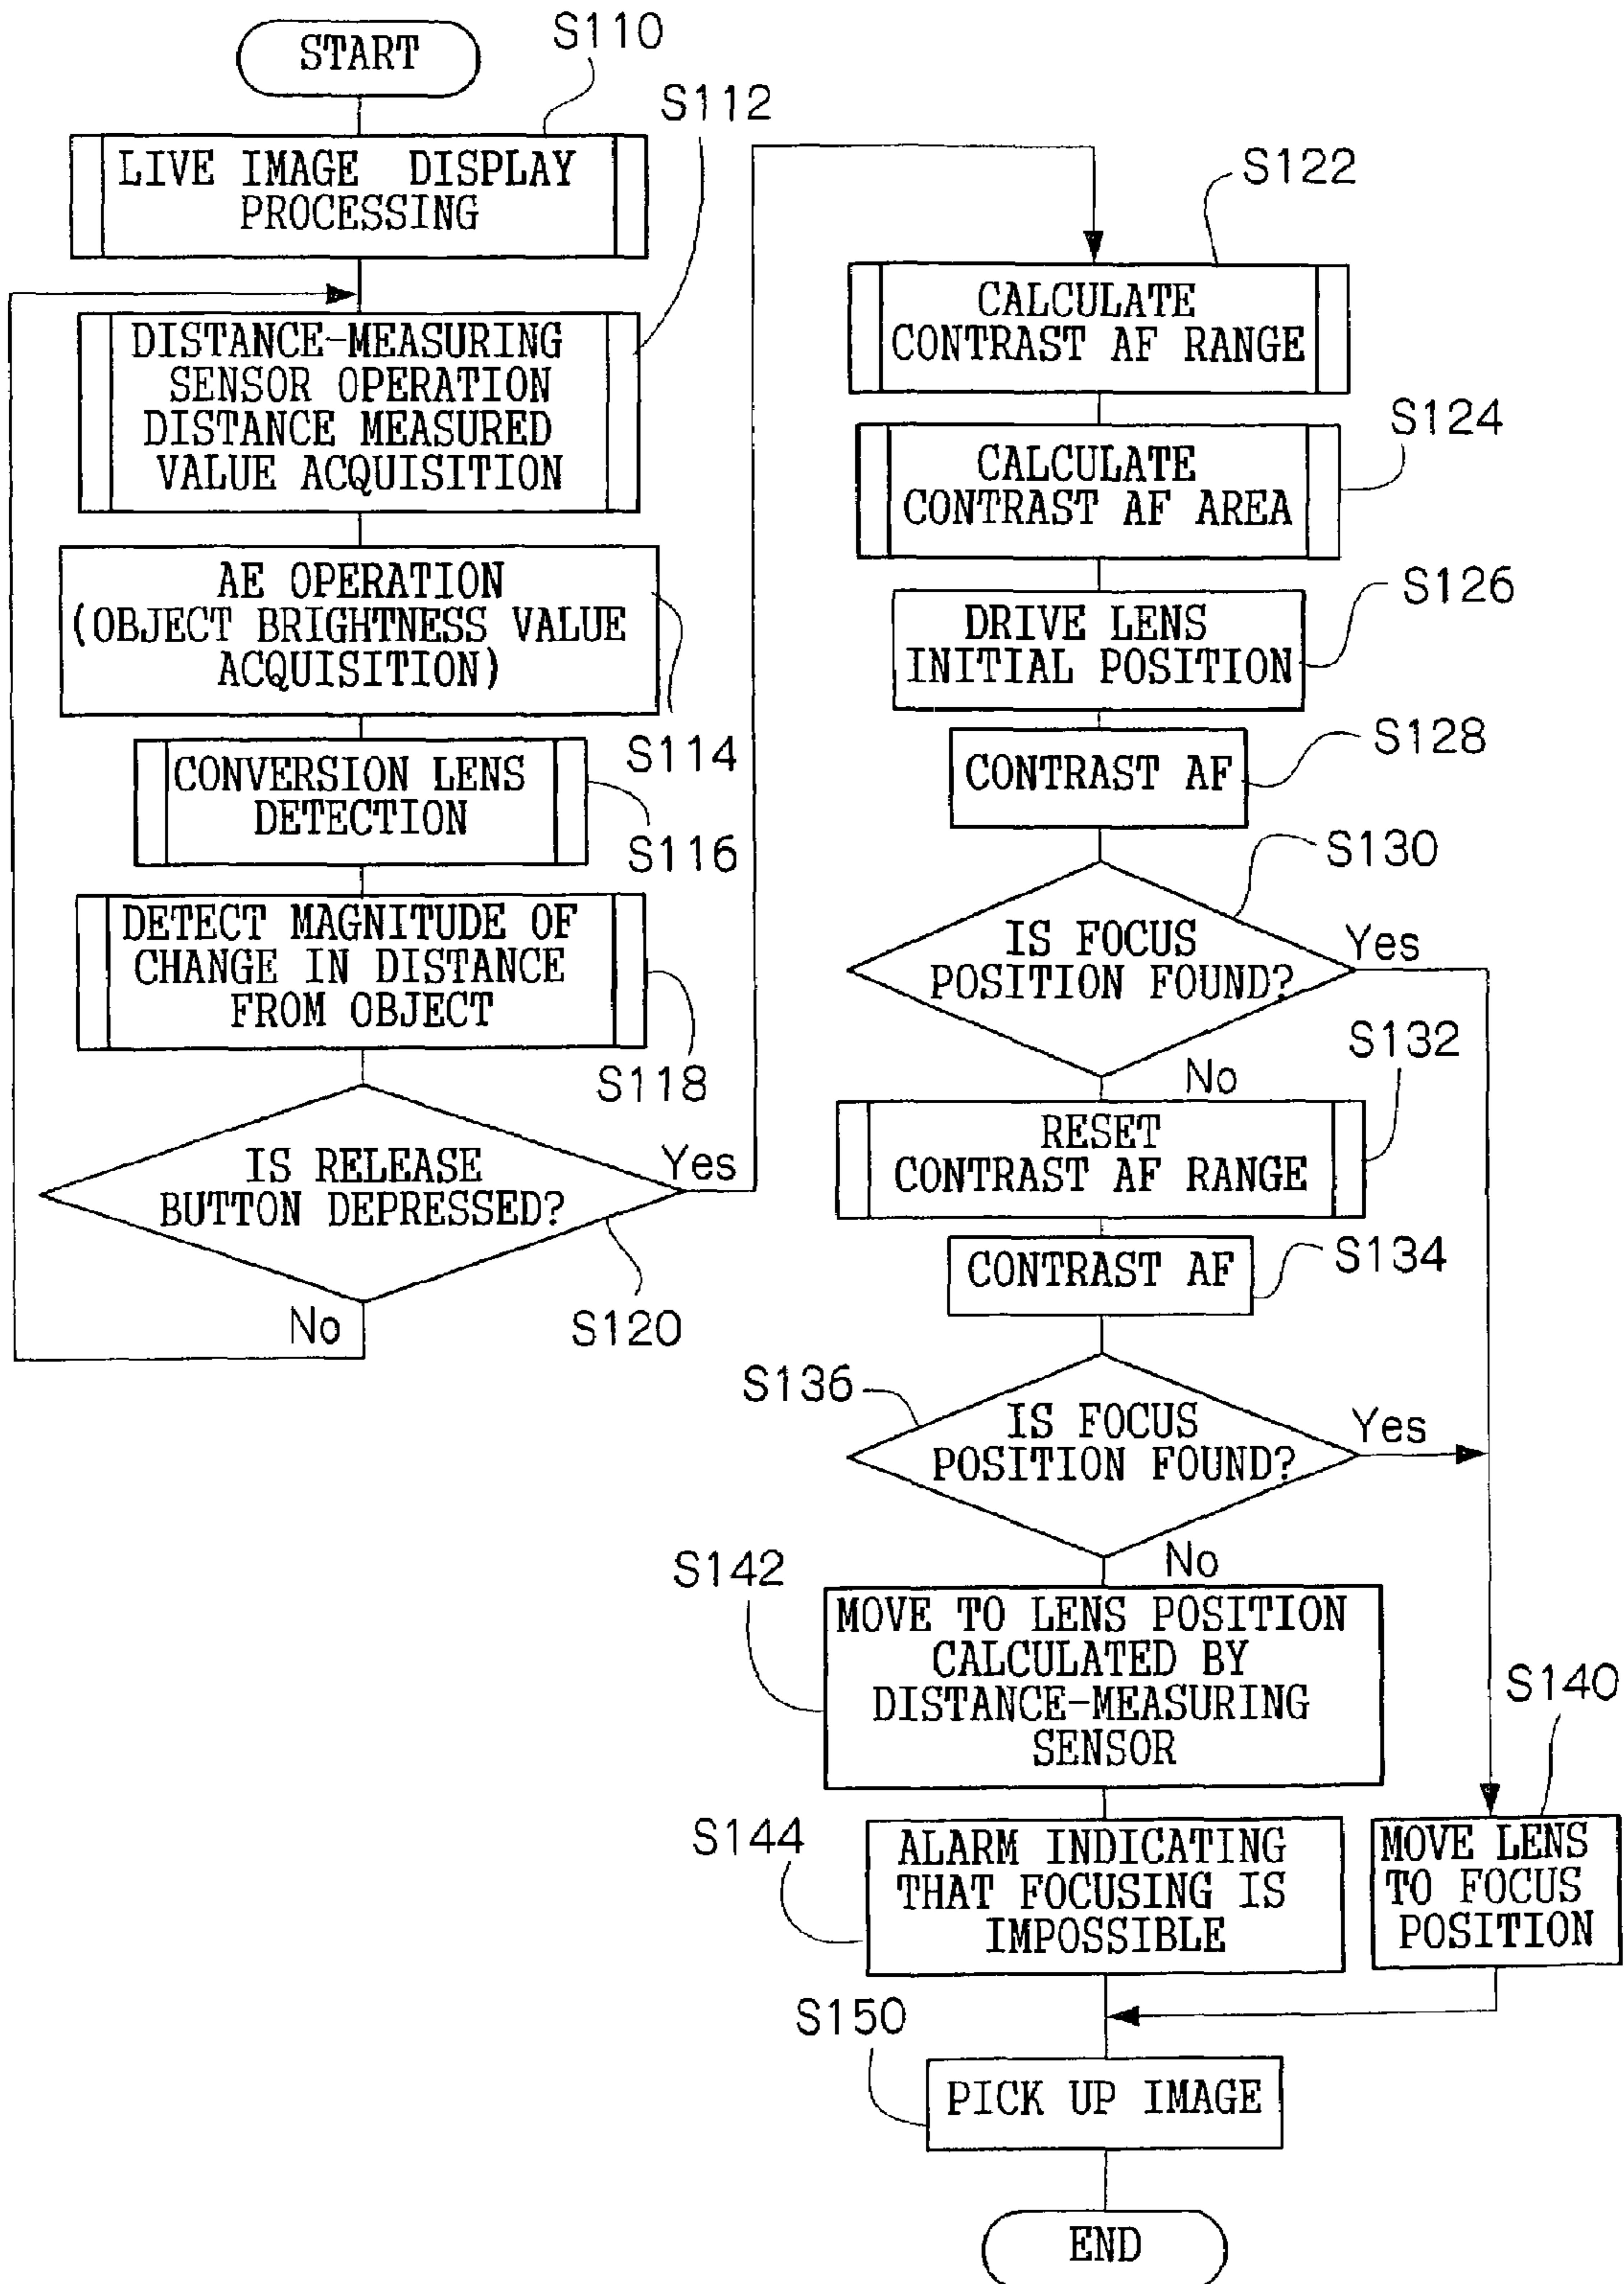 START
S110
LIVE IMAGE DISPLAY
PROCESSING
S112
DISTANCE-MEASURING
SENSOR OPERATION
DISTANCE MEASURED
VALUE ACQUISITION
AE OPERATION
(OBJECT BRIGHTNESS VALUE
ACQUISITION)
S114
CONVERSION LENS
DETECTION
S116
DETECT MAGNITUDE OF
CHANGE IN DISTANCE
FROM OBJECT
S118
IS RELEASE
BUTTON DEPRESSED?
Yes
No
S120
S122
CALCULATE
CONTRAST AF RANGE
S124
CALCULATE
CONTRAST AF AREA
S126
DRIVE LENS
INITIAL POSITION
S128
CONTRAST AF
S130
IS FOCUS
POSITION FOUND?
Yes
No
S132
RESET
CONTRAST AF RANGE
S134
CONTRAST AF
S136
IS FOCUS
POSITION FOUND?
Yes
No
S142
MOVE TO LENS POSITION
CALCULATED BY
DISTANCE-MEASURING
SENSOR
S140
MOVE LENS
TO FOCUS
POSITION
S144
ALARM INDICATING
THAT FOCUSING IS
IMPOSSIBLE
S150
PICK UP IMAGE
END